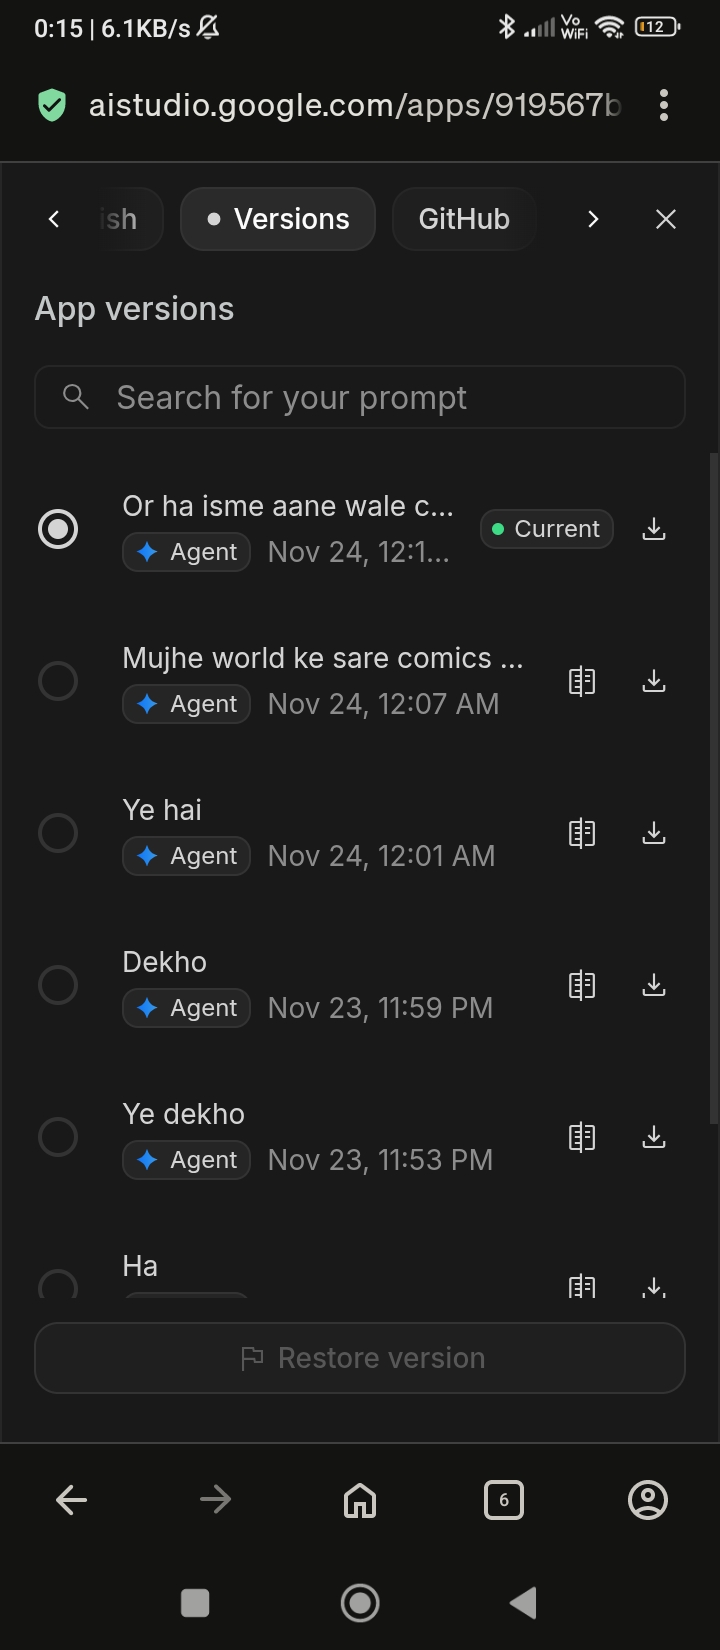 0:15 | 6.1KB/s
Vo
WiFi
12
aistudio.google.com/apps/919567b
ish
Versions
GitHub
App versions
Search for your prompt
Or ha isme aane wale c...
Agent Nov 24, 12:1...
Current
Mujhe world ke sare comics ...
Agent Nov 24, 12:07 AM
Ye hai
Agent Nov 24, 12:01 AM
Dekho
Agent Nov 23, 11:59 PM
Ye dekho
Agent Nov 23, 11:53 PM
Ha
Restore version
6